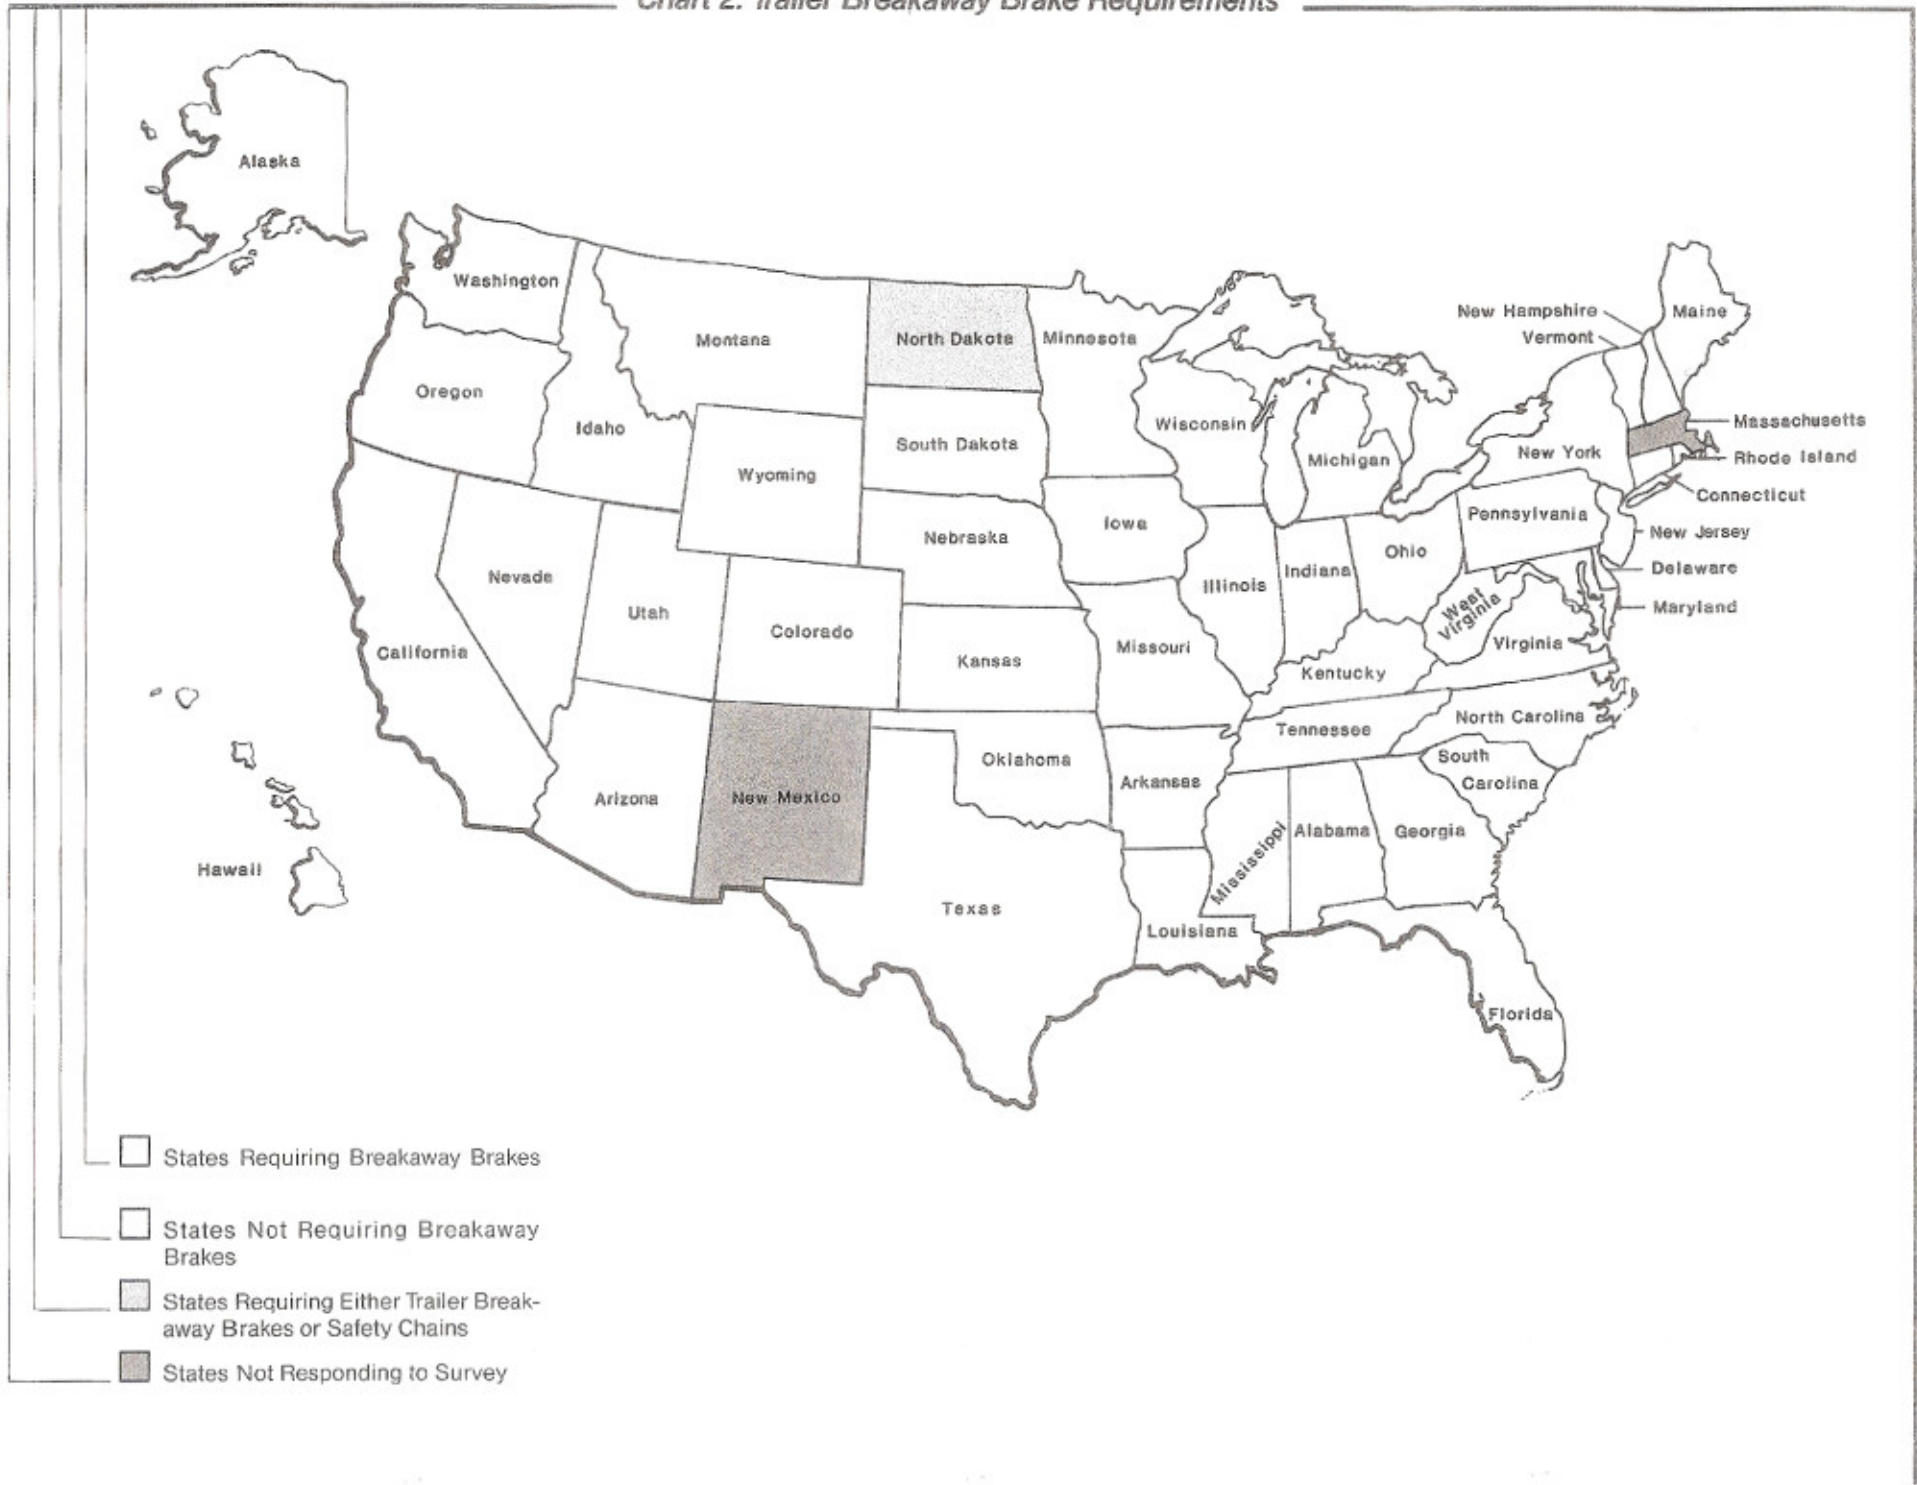 Chart 2: Trailer Breakaway Brake Requirements
Alaska
Washington
Montana
North Dakota
Minnesota
New Hampshire
Maine
Vermont
Oregon
Idaho
South Dakota
Wisconsin
Massachusetts
Wyoming
Michigan
New York
Rhode Island
Connecticut
Iowa
Pennsylvania
Nebraska
New Jersey
Ohio
Nevada
Illinois
Indiana
Delaware
Utah
West
Virginia
Maryland
Colorado
California
Kansas
Missouri
Virginia
Kentucky
North Carolina
Tennessee
Oklahoma
South
Carolina
Arkansas
Arizona
New Mexico
Mississippi
Alabama
Georgia
Hawaii
Texas
Louisiana
Florida
States Requiring Breakaway Brakes
States Not Requiring Breakaway
Brakes
States Requiring Either Trailer Break-
away Brakes or Safety Chains
States Not Responding to Survey